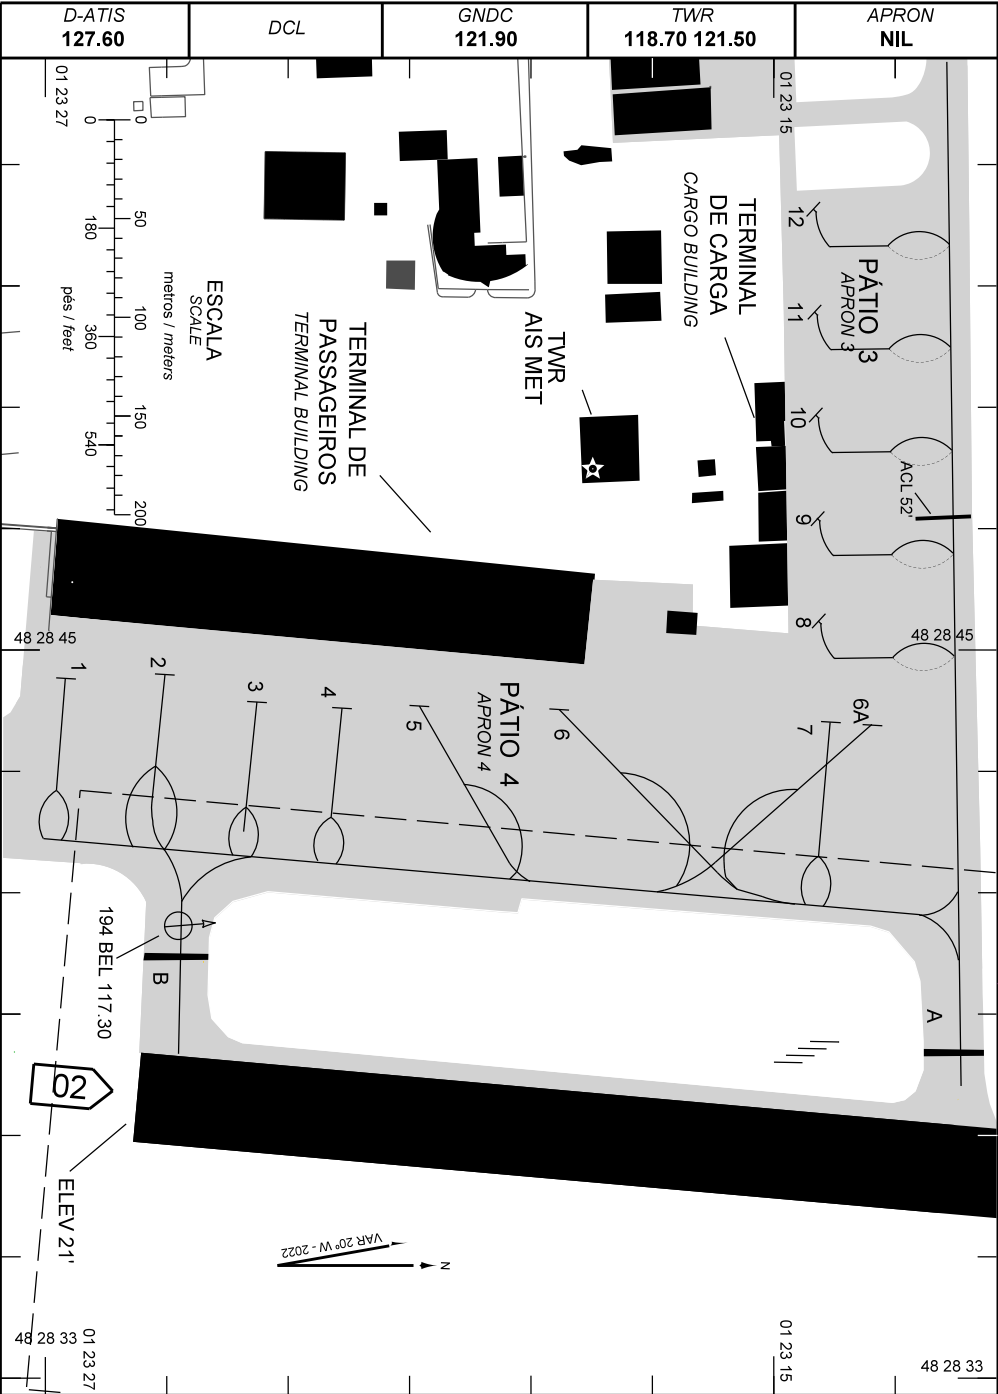 D-ATIS
127.60
DCL
GNDC
121.90
TWR
118.70 121.50
APRON
NIL
01 23 27
01 23 15
0
50
100
150
200
0
180
360
540
metros / meters
pés / feet
ESCALA
SCALE
TERMINAL DE
PASSAGEIROS
TERMINAL BUILDING
TWR
AIS MET
TERMINAL
DE CARGA
CARGO BUILDING
PÁTIO 3
APRON 3
12
11
10
9
8
ACL 52'
48 28 45
48 28 45
1
2
3
4
5
6
7
6A
PÁTIO 4
APRON 4
194 BEL 117.30
B
A
02
ELEV 21'
VAR 20° W - 2022
N
48 28 33
01 23 27
01 23 15
48 28 33